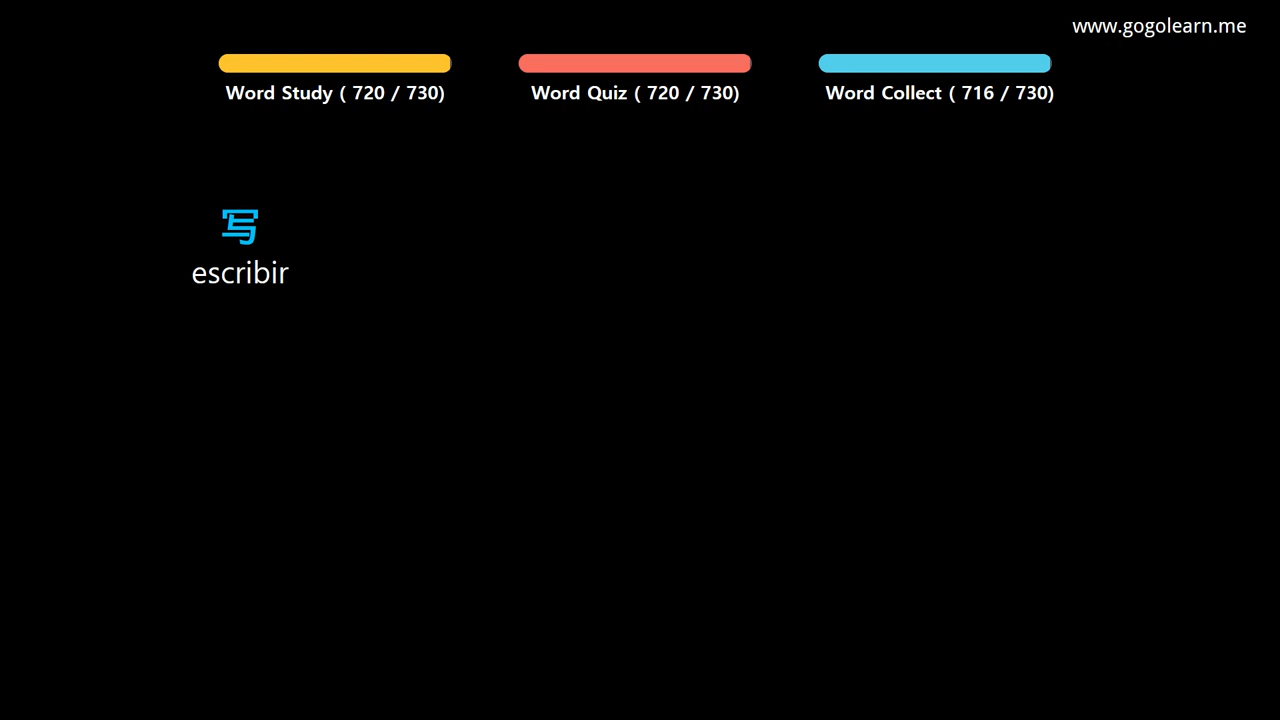 www.gogolearn.me
Word Study ( 720 / 730)
Word Quiz ( 720 / 730)
Word Collect ( 716 / 730)
写
escribir